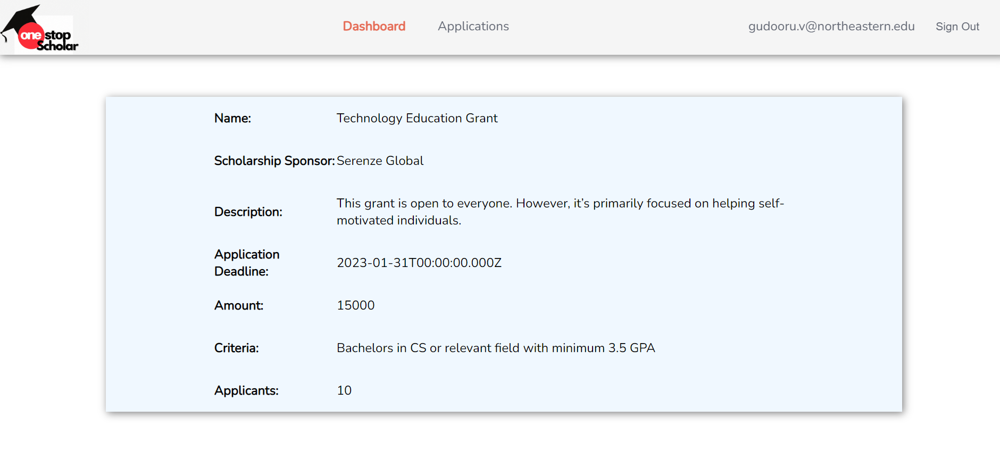 one stop
Scholar
Dashboard Applications gudooru.v@northeastern.edu Sign Out
Name: Technology Education Grant
Scholarship Sponsor: Serenze Global
Description: This grant is open to everyone. However, it’s primarily focused on helping self-
motivated individuals.
Application
Deadline: 2023-01-31T00:00:00.000Z
Amount: 15000
Criteria: Bachelors in CS or relevant field with minimum 3.5 GPA
Applicants: 10